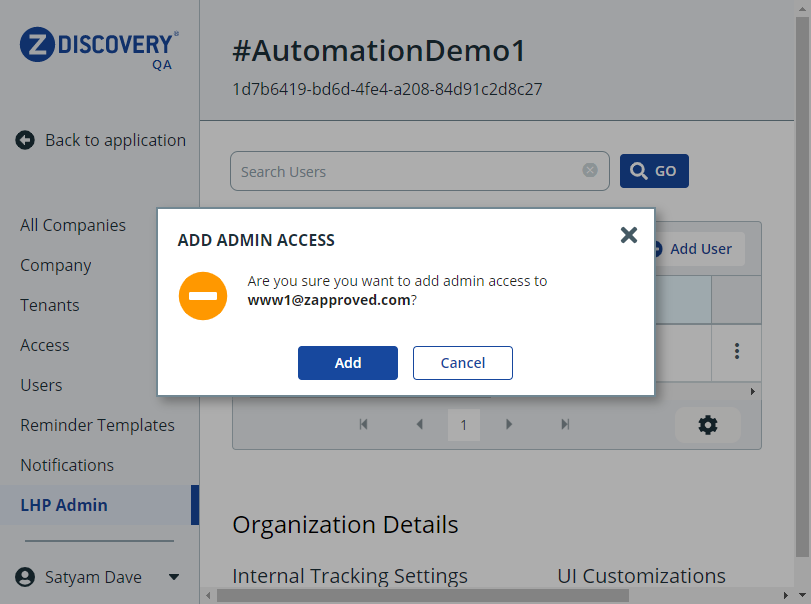 Z DISCOVERY®
QA
Back to application
All Companies
Company
Tenants
Access
Users
Reminder Templates
Notifications
LHP Admin
Satyam Dave
#AutomationDemo1
1d7b6419-bd6d-4fe4-a208-84d91c2d8c27
Search Users
GO
Add User
ADD ADMIN ACCESS
Are you sure you want to add admin access to
www1@zapproved.com?
Add
Cancel
1
Organization Details
Internal Tracking Settings
UI Customizations